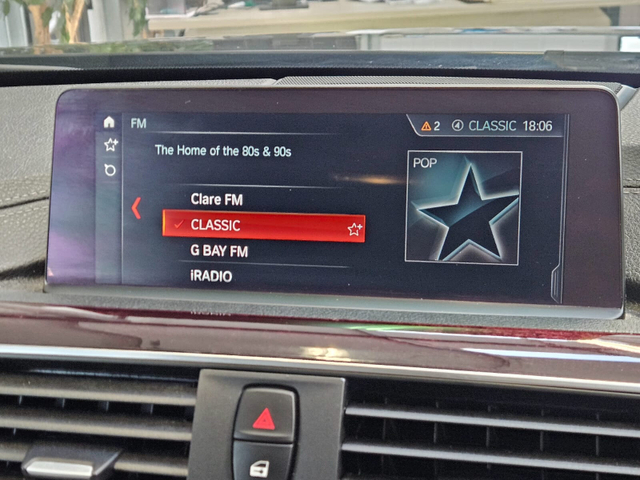 FM
2 4 CLASSIC 18:06
The Home of the 80s & 90s
POP
Clare FM
CLASSIC
G BAY FM
iRADIO